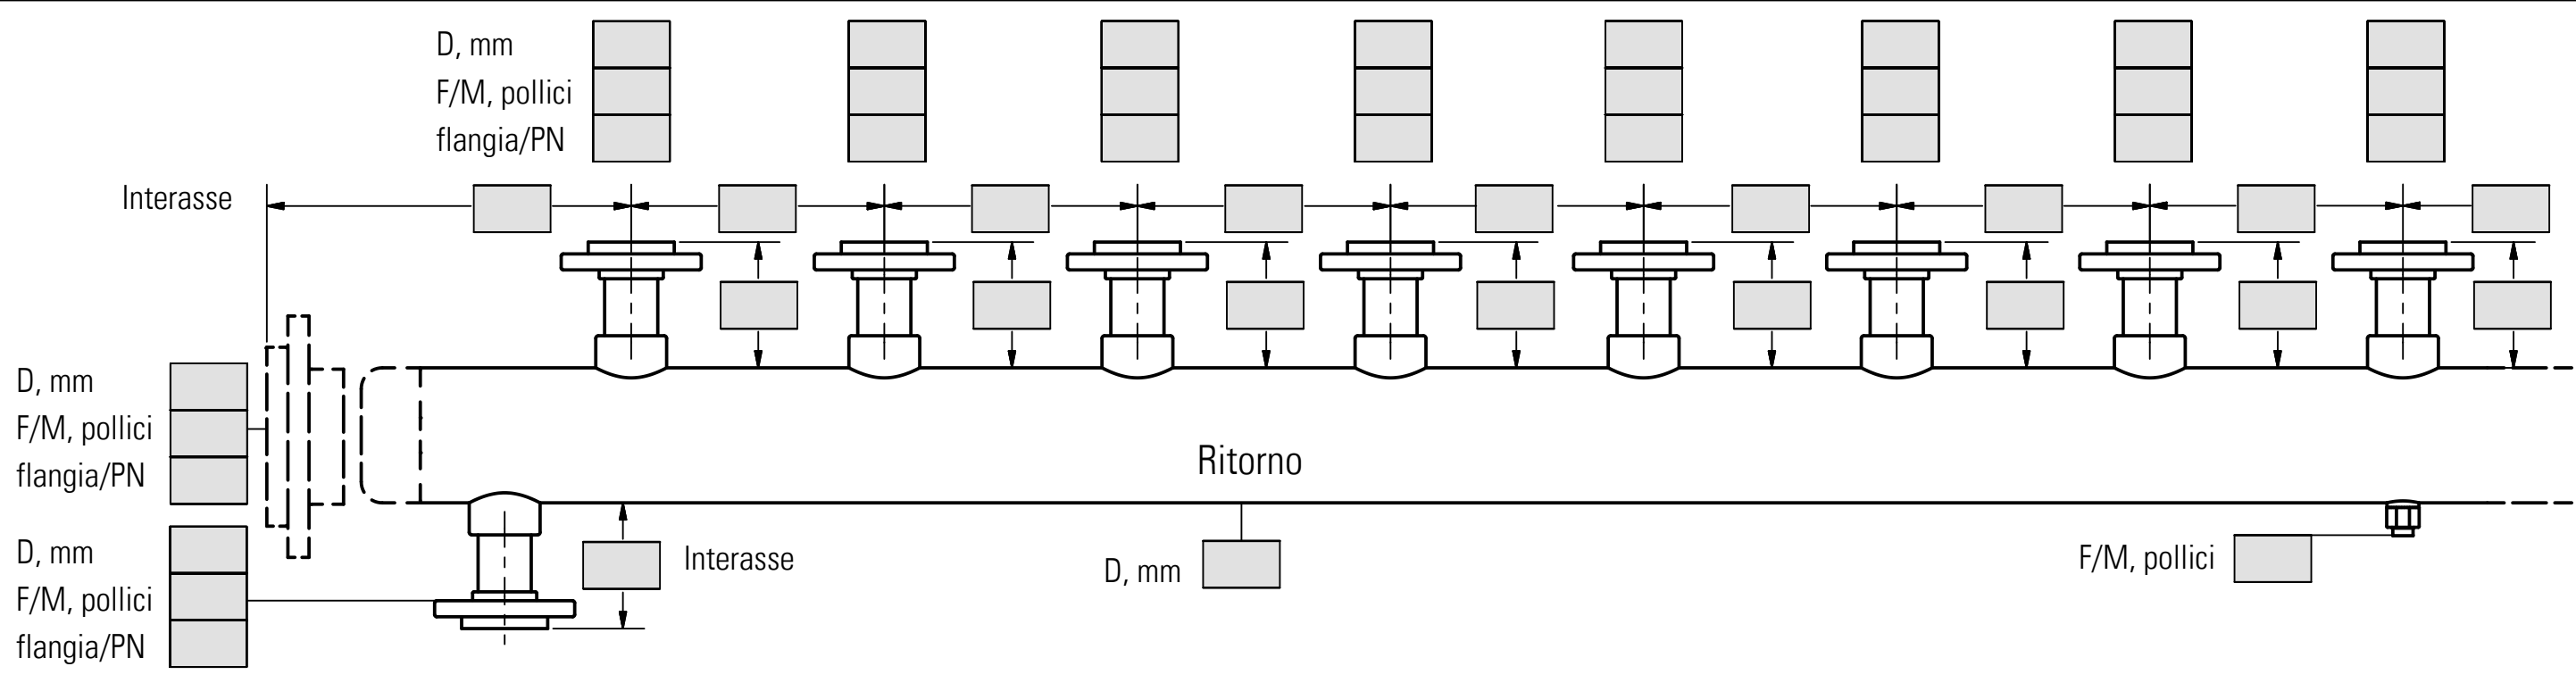 D, mm
F/M, pollici
flangia/PN
Interasse
D, mm
F/M, pollici
flangia/PN
Ritorno
D, mm
F/M, pollici
flangia/PN
Interasse
D, mm
F/M, pollici